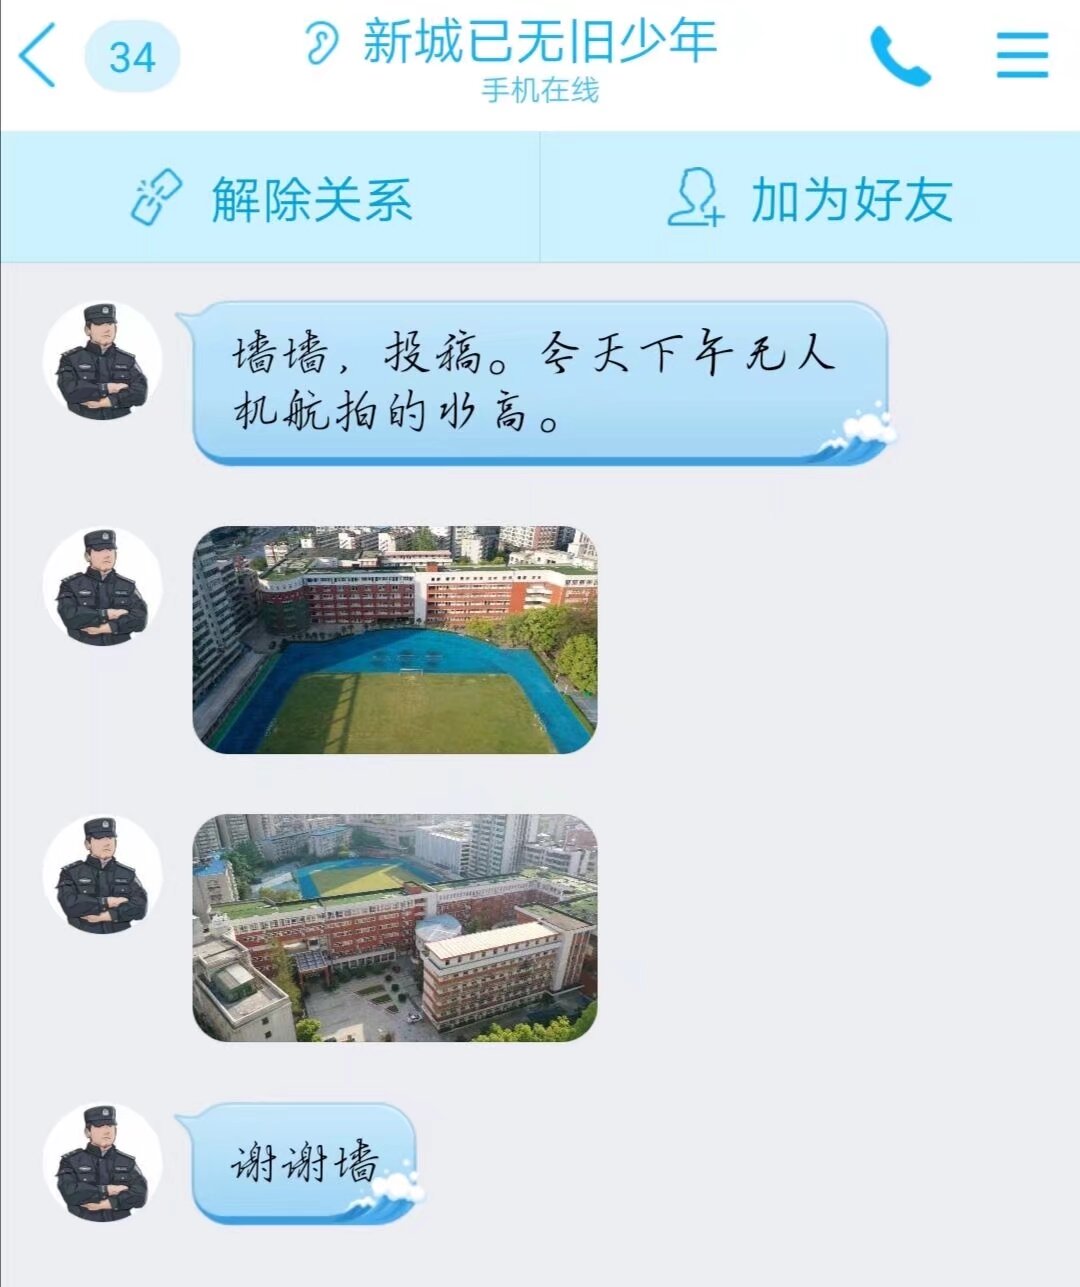 34
新城已无旧少年
手机在线
解除关系
加为好友
墙墙，投稿。今天下午无人
机航拍的水高。
谢谢墙